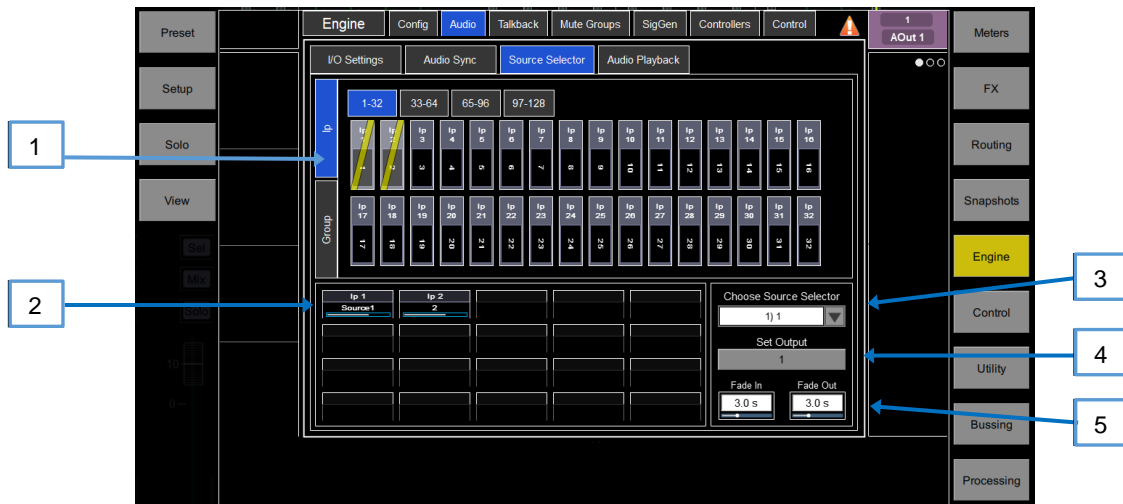 Preset
Setup
Solo
View
Sel
Mix
Solo
10
0
Engine Config Audio Talkback Mute Groups SigGen Controllers Control
1
AOut 1
I/O Settings Audio Sync Source Selector Audio Playback
Ip
Group
1-32 33-64 65-96 97-128
Ip Ip Ip Ip Ip Ip Ip Ip Ip Ip Ip Ip Ip Ip Ip
3 4 5 6 7 8 9 10 11 12 13 14 15 16
1 2 3 4 5 6 7 8 9 10 11 12 13 14 15 16
Ip Ip Ip Ip Ip Ip Ip Ip Ip Ip Ip Ip Ip Ip Ip Ip
17 18 19 20 21 22 23 24 25 26 27 28 29 30 31 32
17 18 19 20 21 22 23 24 25 26 27 28 29 30 31 32
Ip 1 Ip 2
Source1 2
Choose Source Selector
1) 1
Set Output
1
Fade In Fade Out
3.0 s 3.0 s
Meters
FX
Routing
Snapshots
Engine
Control
Utility
Bussing
Processing
1
2
3
4
5